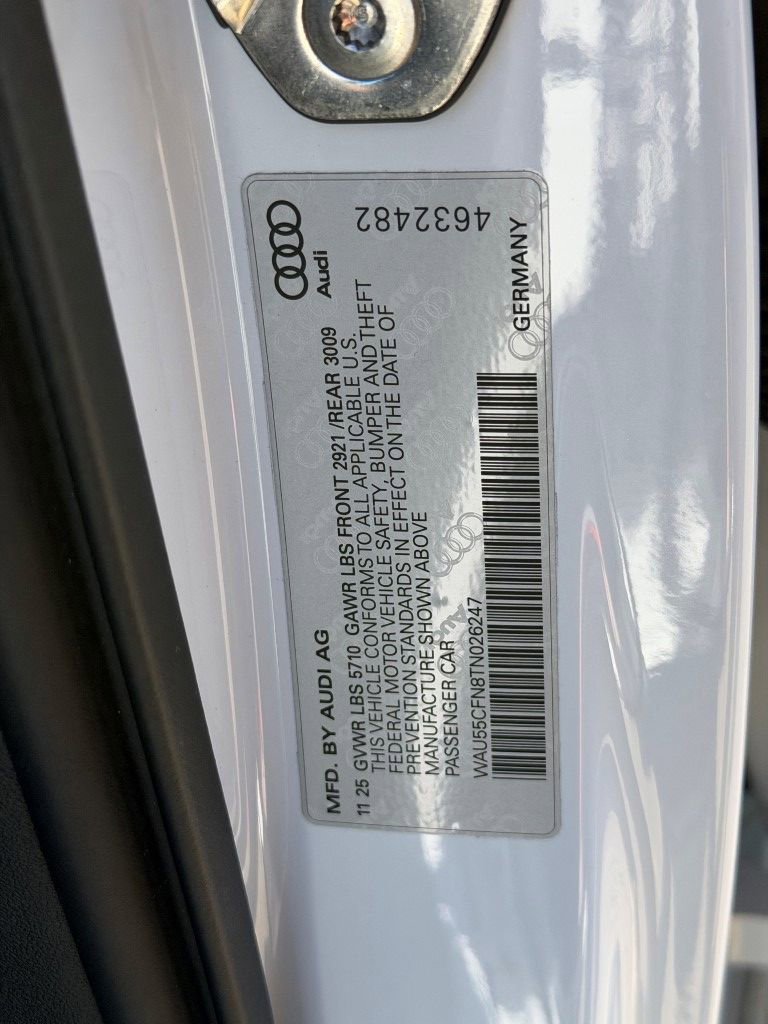 MFD. BY AUDI AG
Audi
11 25 GVWR LBS 5710 GAWR LBS FRONT 2921 /REAR 3009
THIS VEHICLE CONFORMS TO ALL APPLICABLE U.S.
FEDERAL MOTOR VEHICLE SAFETY, BUMPER AND THEFT
PREVENTION STANDARDS IN EFFECT ON THE DATE OF
MANUFACTURE SHOWN ABOVE
PASSENGER CAR
WAU55CFN8TN026247
GERMANY
4632482